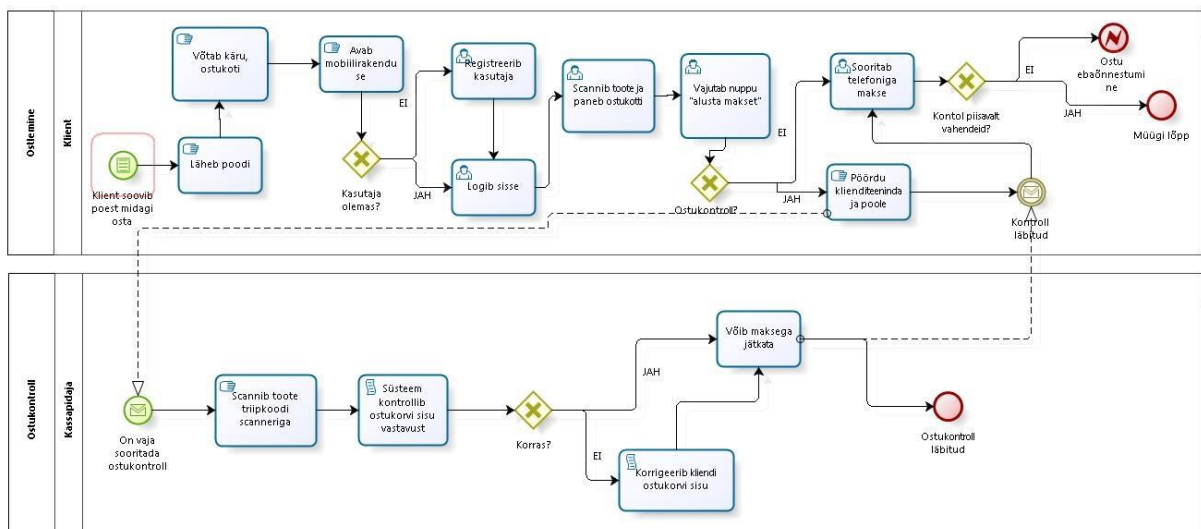 Ostlemine
Klient
Klient soovib
poest midagi
osta
Läheb poodi
Võtab käru,
ostukoti
Avab
mobiilirakendu
se
Kasutaja
olemas?
EI
JAH
Registreerib
kasutaja
Logib sisse
Scannib toote ja
paneb ostukotti
Vajutab nuppu
"alusta makset"
Ostukontroll?
EI
JAH
Sooritab
telefoniga
makse
Pöördu
klienditeeninda
ja poole
Kontroll
läbitud
Kontol piisavalt
vahendeid?
EI
JAH
Ostu
ebaõnnestumi
ne
Müügi lõpp
Ostukontroll
Kassapidaja
On vaja
sooritada
ostukontroll
Scannib toote
triipkoodi
scanneriga
Süsteem
kontrollib
ostukorvi sisu
vastavust
Korras?
JAH
EI
Korrigeerib kliendi
ostukorvi sisu
Võib maksega
jätkata
Ostukontroll
läbitud